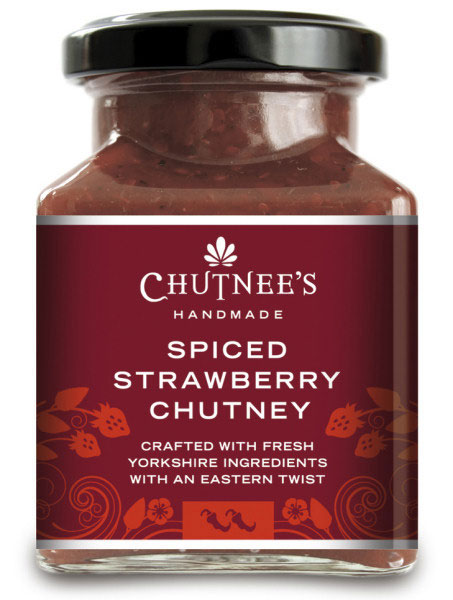 CHUTNEE'S
HANDMADE
SPICED
STRAWBERRY
CHUTNEY
CRAFTED WITH FRESH
YORKSHIRE INGREDIENTS
WITH AN EASTERN TWIST